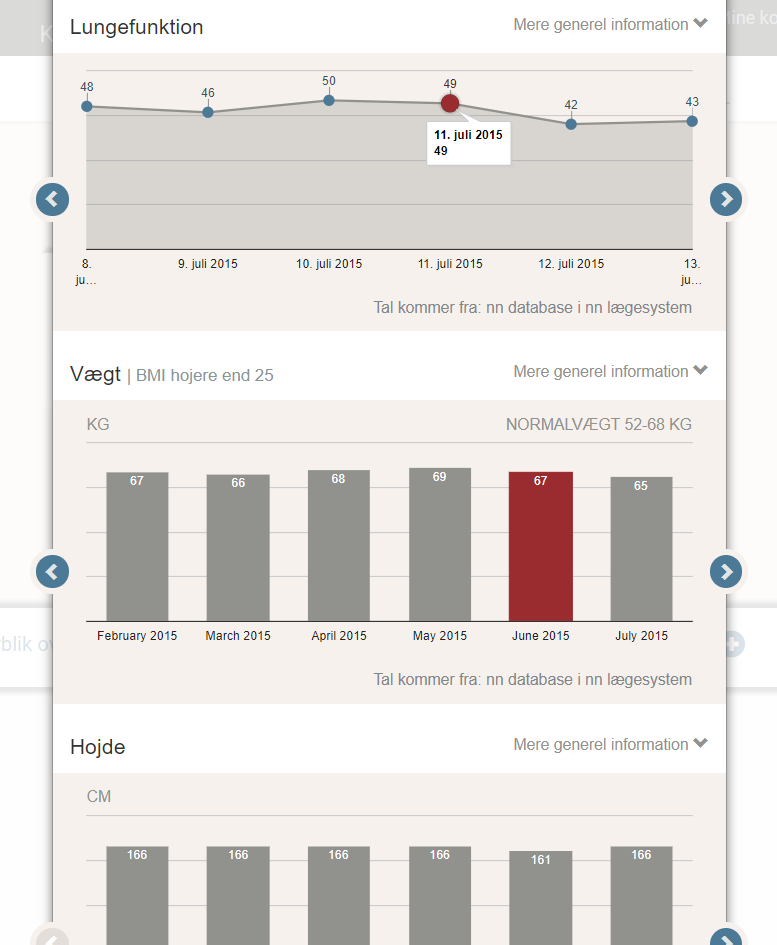 Lungefunktion
Mere generel information
48
46
50
49
42
43
11. juli 2015
49
8. ju...
9. juli 2015
10. juli 2015
11. juli 2015
12. juli 2015
13. ju...
Tal kommer fra: nn database i nn lægesystem
Vægt | BMI hojere end 25
Mere generel information
KG
NORMALVÆGT 52-68 KG
67
66
68
69
67
65
February 2015
March 2015
April 2015
May 2015
June 2015
July 2015
Tal kommer fra: nn database i nn lægesystem
Hojde
Mere generel information
CM
166
166
166
166
161
166